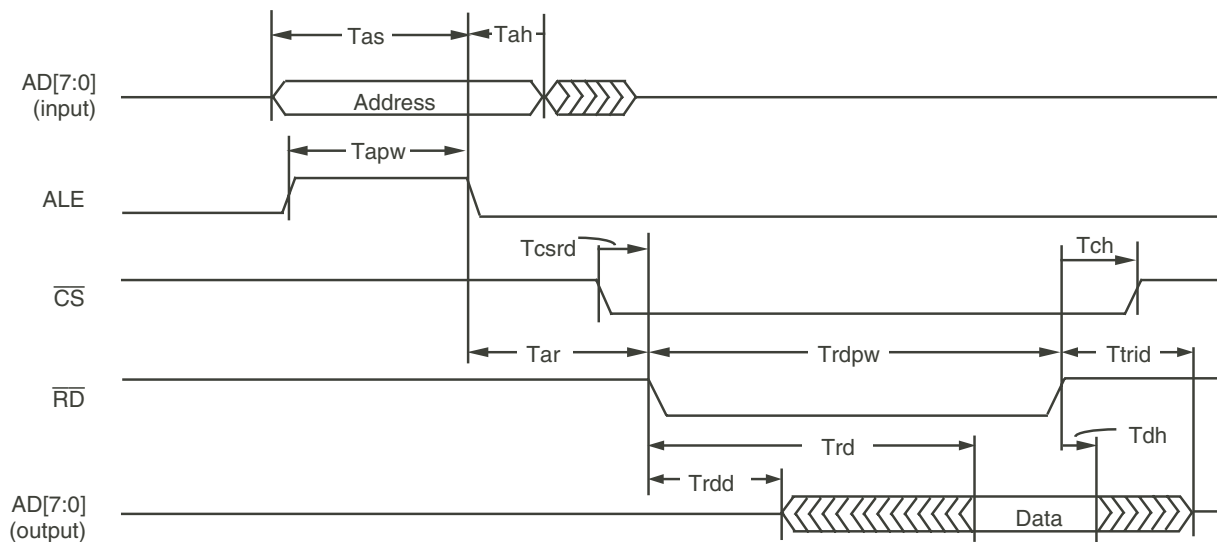 Tas
Tah
AD[7:0]
(input)
Address
Tapw
ALE
Tcsrd
Tch
CS
Tar
Trdpw
Ttrid
RD
Trd
Tdh
Trdd
AD[7:0]
(output)
Data